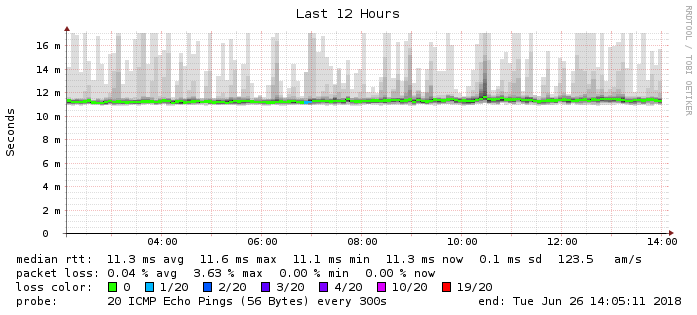 Last 12 Hours
RRDTOOL / TOBI OETIKER
Seconds
16 m
14 m
12 m
10 m
8 m
6 m
4 m
2 m
0
04:00 06:00 08:00 10:00 12:00 14:00
median rtt: 11.3 ms avg 11.6 ms max 11.1 ms min 11.3 ms now 0.1 ms sd 123.5 am/s
packet loss: 0.04 % avg 3.63 % max 0.00 % min 0.00 % now
loss color: 0 1/20 2/20 3/20 4/20 10/20 19/20
probe: 20 ICMP Echo Pings (56 Bytes) every 300s end: Tue Jun 26 14:05:11 2018